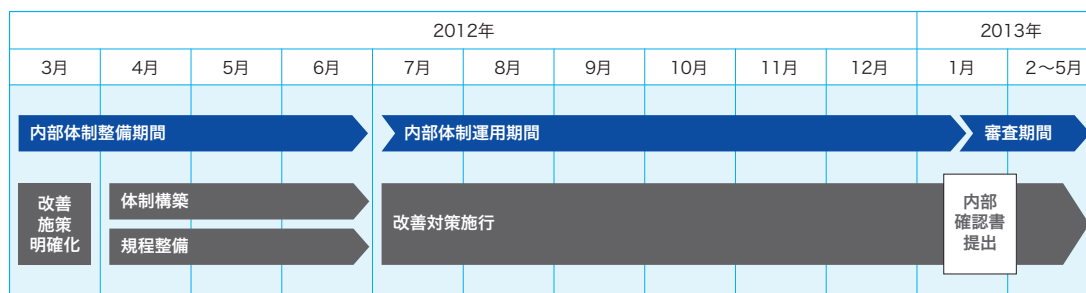 2012年 2013年
3月 4月 5月 6月 7月 8月 9月 10月 11月 12月 1月 2〜5月
内部体制整備期間 内部体制運用期間 審査期間
改善
施策
明確化
体制構築
規程整備
改善対策施行
内部
確認書
提出